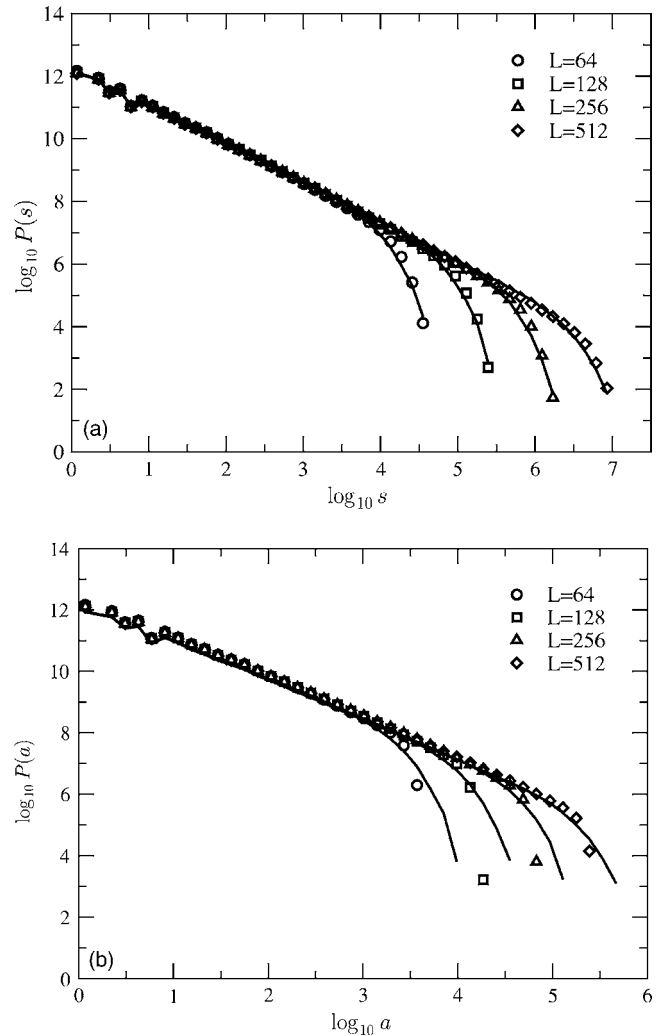 14
12
10
8
6
4
2
0
log₁₀ P(s)
L=64
L=128
L=256
L=512
(a)
0 1 2 3 4 5 6 7
log₁₀ s
14
12
10
8
6
4
2
0
log₁₀ P(a)
L=64
L=128
L=256
L=512
(b)
0 1 2 3 4 5 6
log₁₀ a